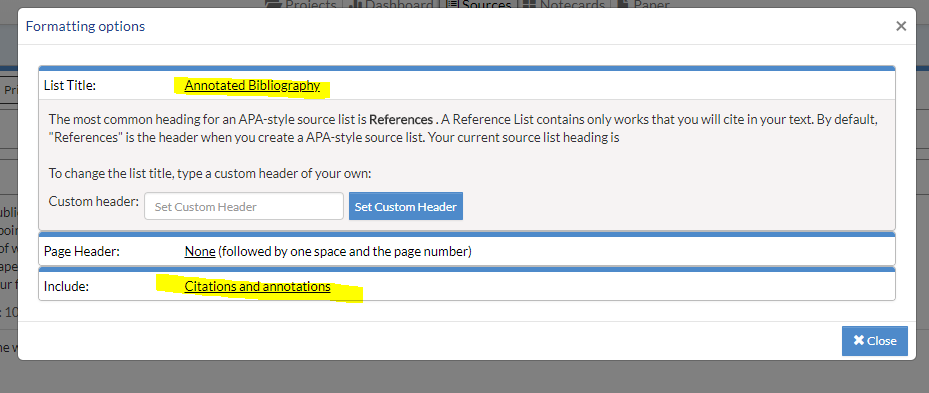 Projects Dashboard Sources Notecards Paper
Formatting options
×
List Title: Annotated Bibliography
The most common heading for an APA-style source list is References . A Reference List contains only works that you will cite in your text. By default,
"References" is the header when you create a APA-style source list. Your current source list heading is
To change the list title, type a custom header of your own:
Custom header: Set Custom Header Set Custom Header
Page Header: None (followed by one space and the page number)
Include: Citations and annotations
Close